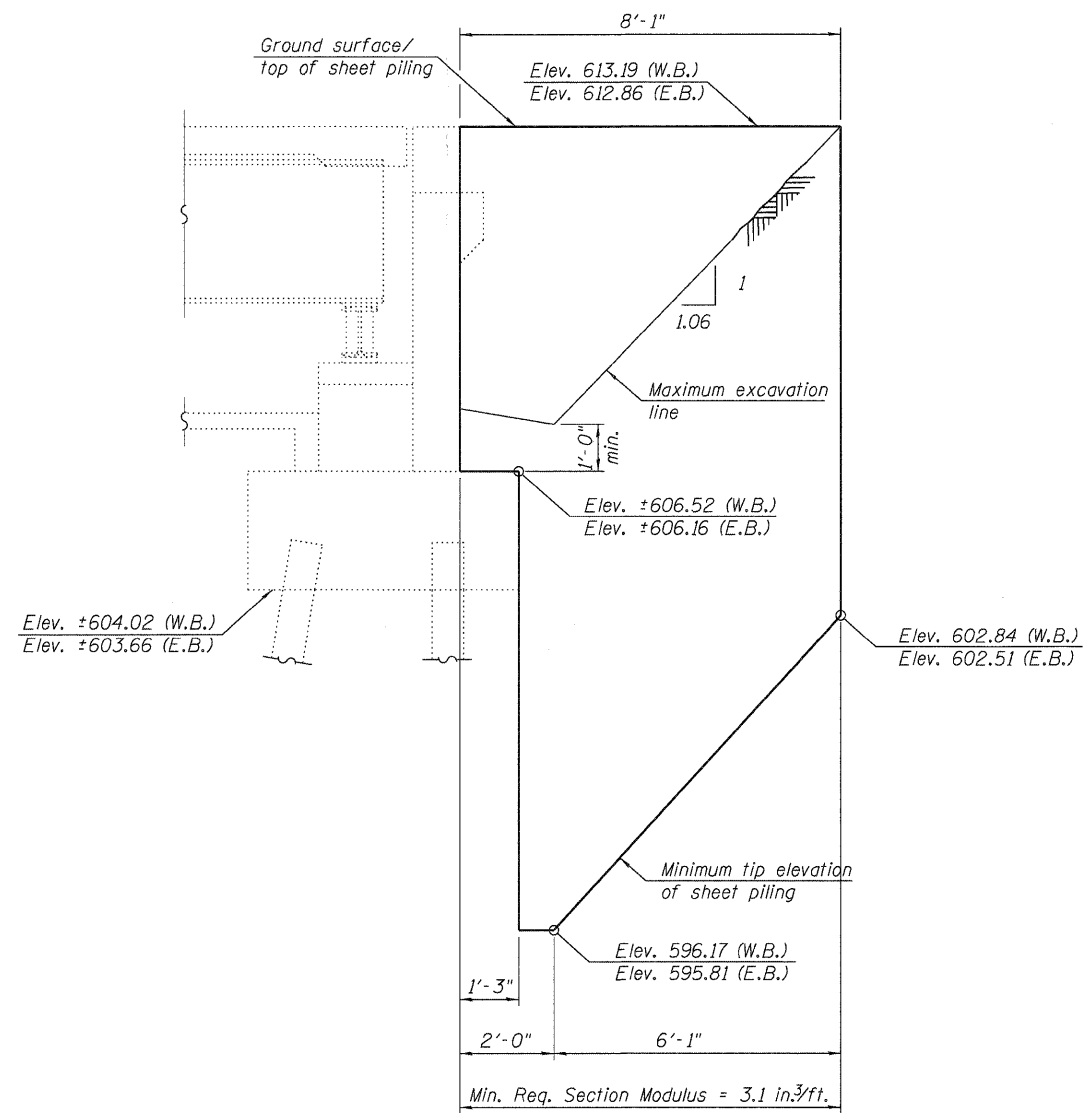 8'-1"
Ground surface/
top of sheet piling
Elev. 613.19 (W.B.)
Elev. 612.86 (E.B.)
1
1.06
Maximum excavation
line
1'-0"
min.
Elev. ±606.52 (W.B.)
Elev. ±606.16 (E.B.)
Elev. ±604.02 (W.B.)
Elev. ±603.66 (E.B.)
Elev. 602.84 (W.B.)
Elev. 602.51 (E.B.)
Minimum tip elevation
of sheet piling
Elev. 596.17 (W.B.)
Elev. 595.81 (E.B.)
1'-3"
2'-0"
6'-1"
Min. Req. Section Modulus = 3.1 in.³/ft.